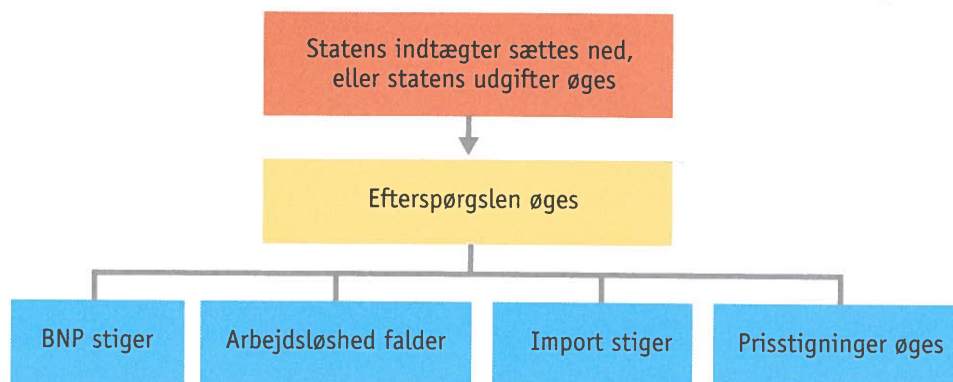 Statens indtægter sættes ned,
eller statens udgifter øges
Efterspørgslen øges
BNP stiger
Arbejdsløshed falder
Import stiger
Prisstigninger øges